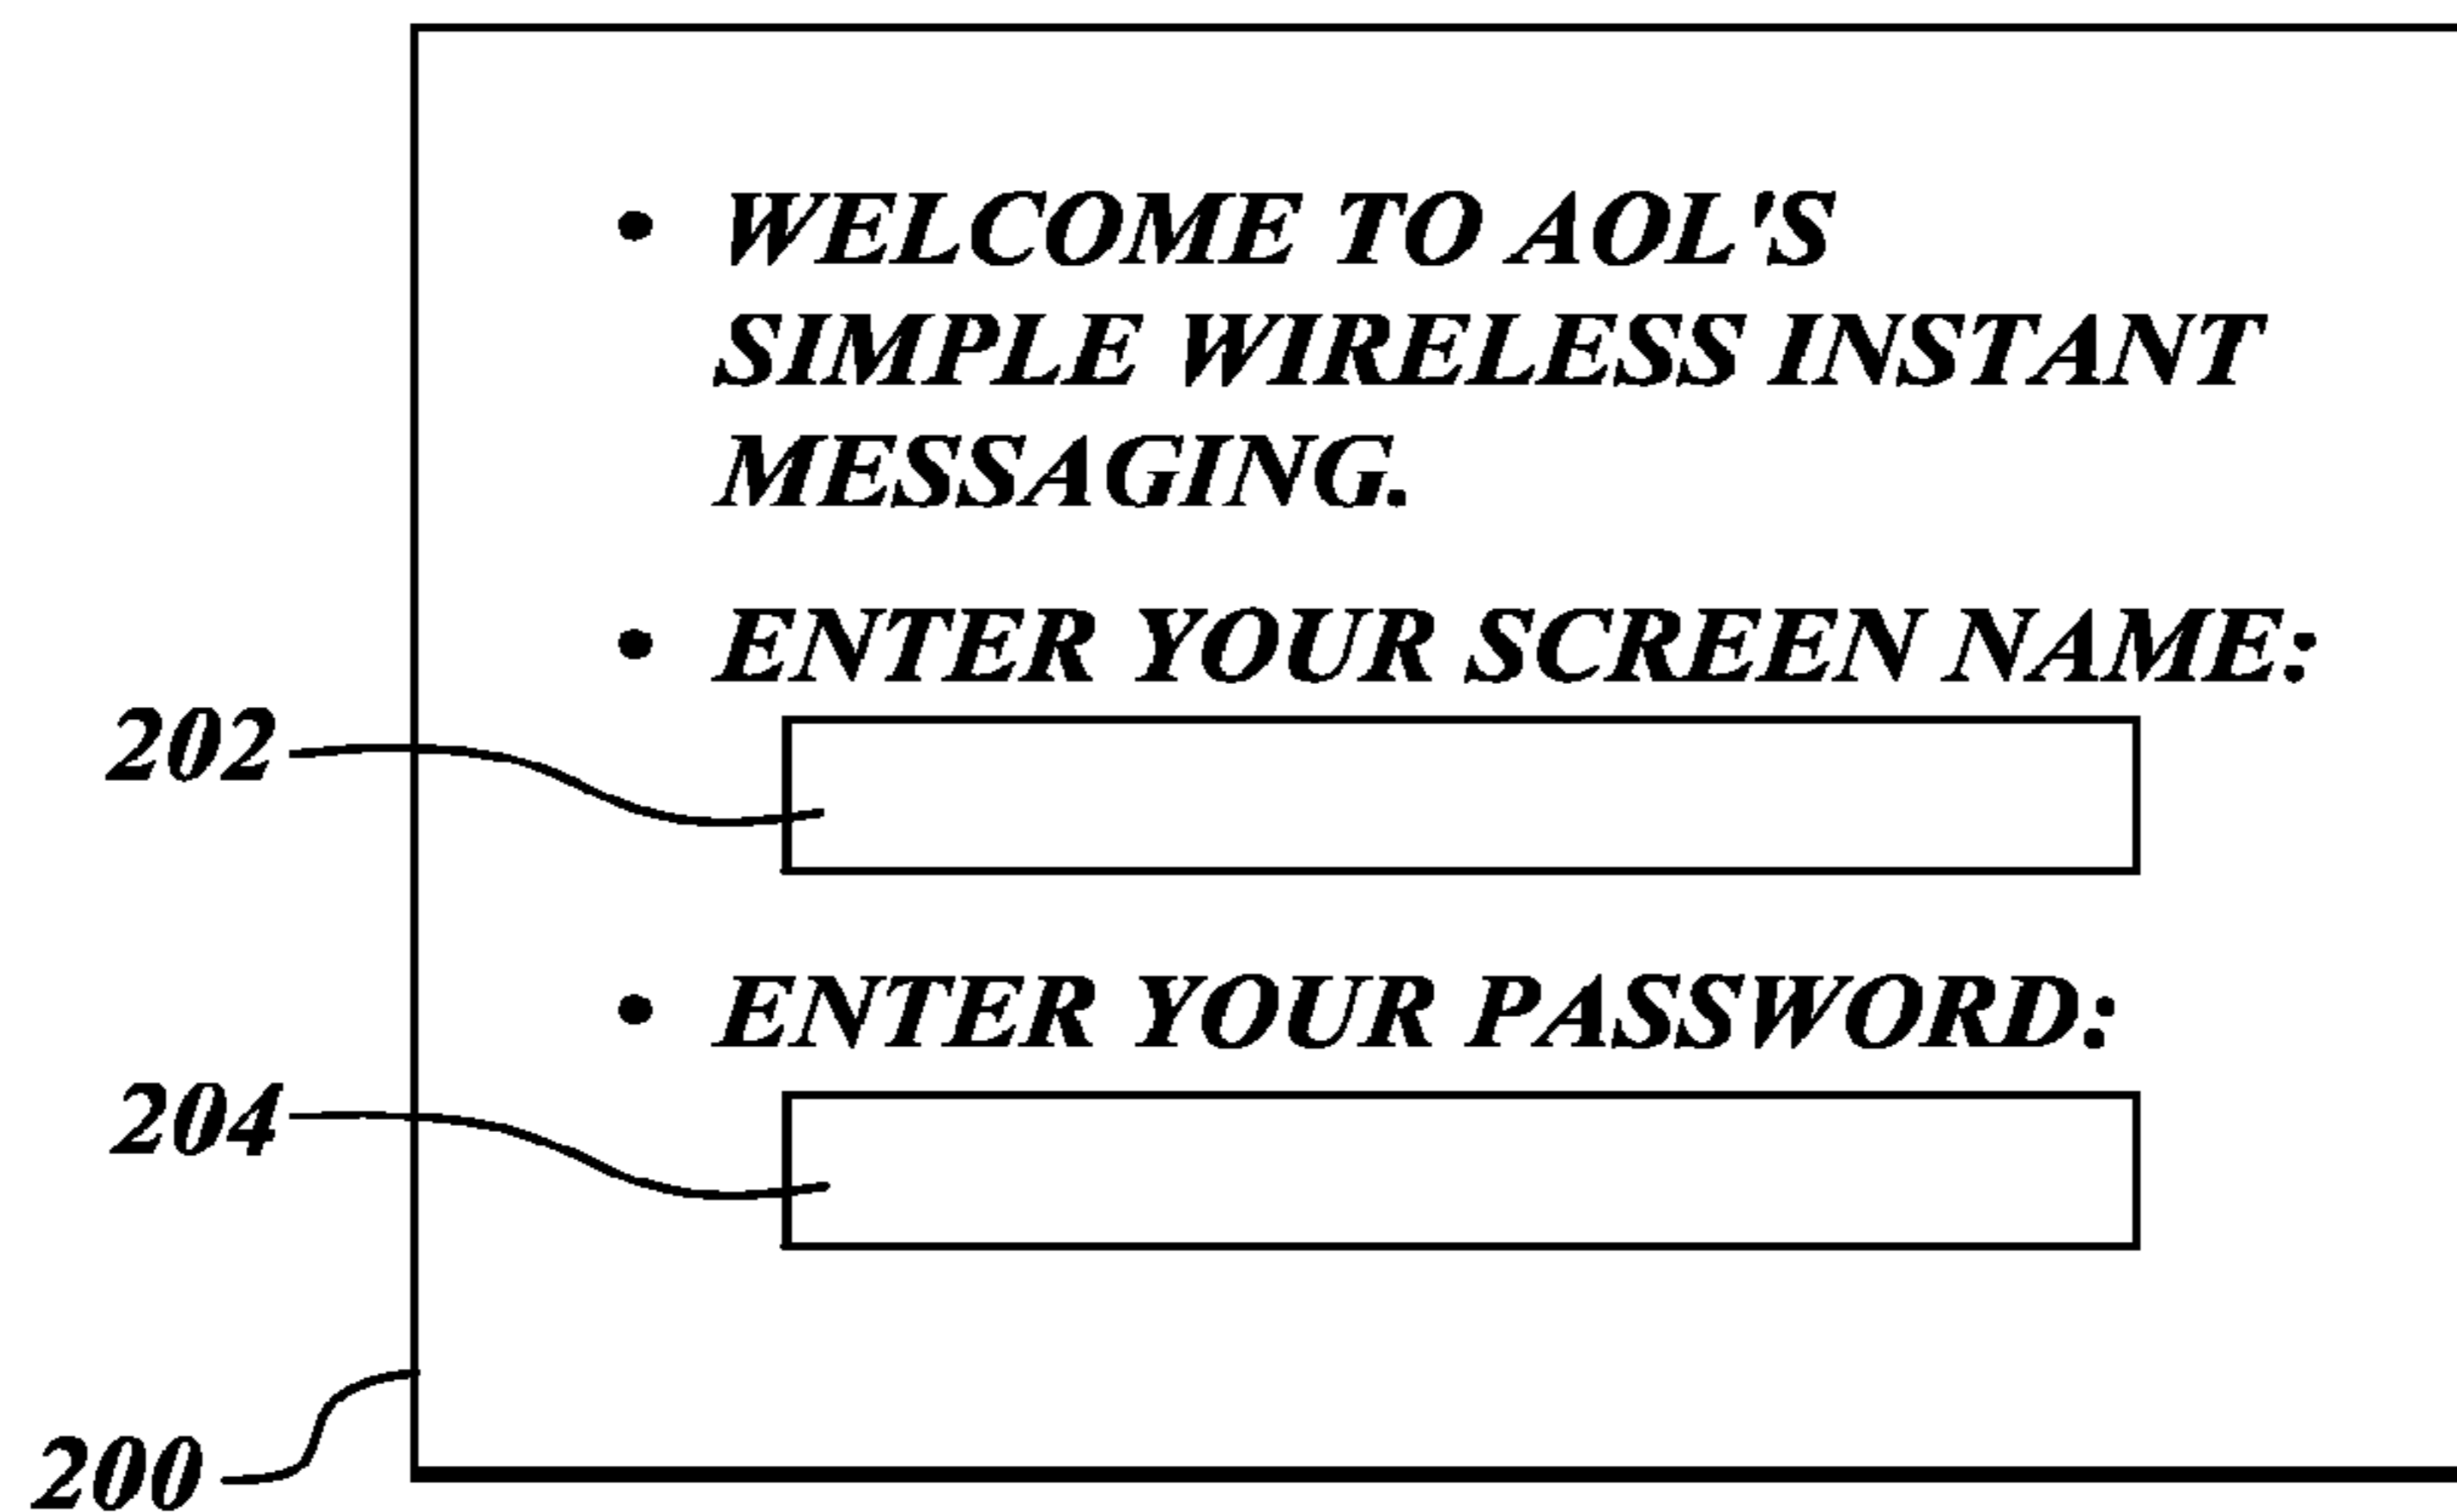 • WELCOME TO AOL'S
SIMPLE WIRELESS INSTANT
MESSAGING.
• ENTER YOUR SCREEN NAME:
202
• ENTER YOUR PASSWORD:
204
200